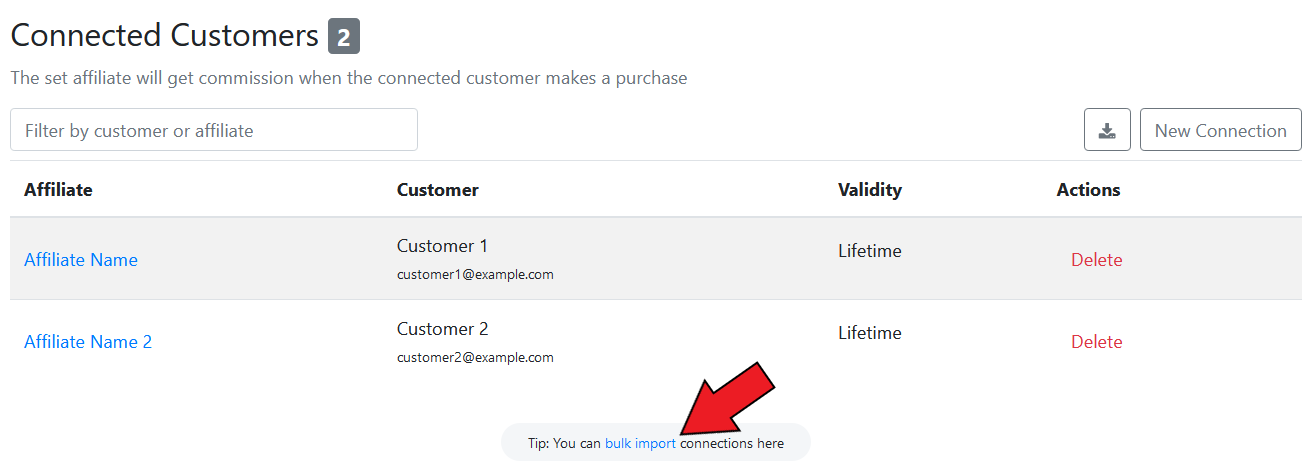 Connected Customers 2
The set affiliate will get commission when the connected customer makes a purchase
Filter by customer or affiliate
New Connection
Affiliate Customer Validity Actions
Affiliate Name Customer 1 Lifetime Delete
customer1@example.com
Affiliate Name 2 Customer 2 Lifetime Delete
customer2@example.com
Tip: You can bulk import connections here